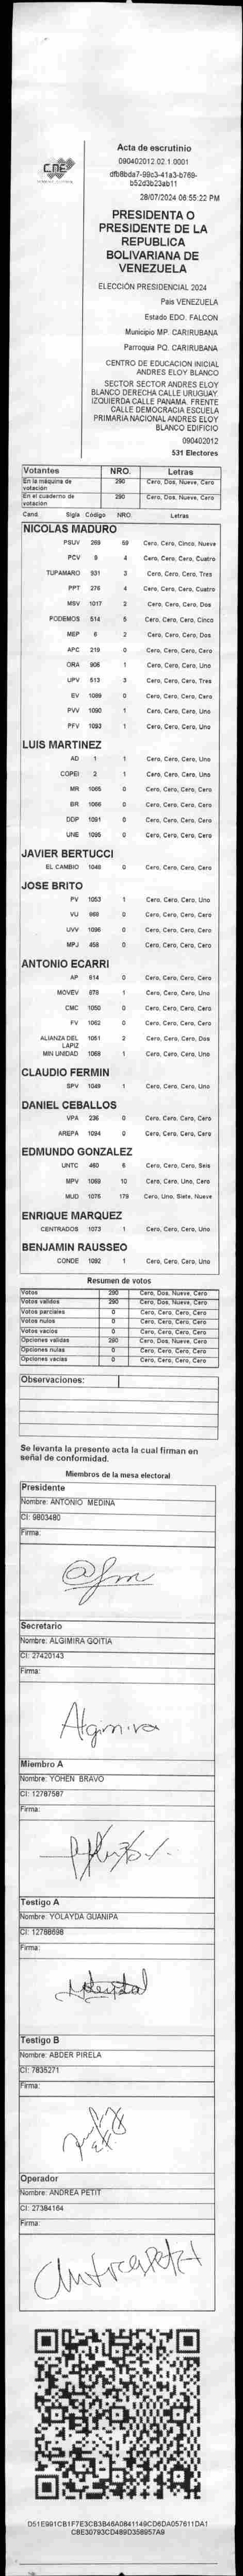 CNE
Acta de escrutinio
090402012.02.1.0001
dfb6bda7-99c3-41a3-b769-
b52d3b23ab11
28/07/2024 06:55:22 PM
PRESIDENTA O
PRESIDENTE DE LA
REPUBLICA
BOLIVARIANA DE
VENEZUELA
ELECCIÓN PRESIDENCIAL 2024
Pais VENEZUELA
Estado EDO. FALCON
Municipio MP. CARIRUBANA
Parroquia PQ. CARIRUBANA
CENTRO DE EDUCACION INICIAL
ANDRES ELOY BLANCO
SECTOR SECTOR ANDRES ELOY
BLANCO DERECHA CALLE URUGUAY.
IZQUIERDA CALLE PANAMA. FRENTE
CALLE DEMOCRACIA ESCUELA
PRIMARIA NACIONAL ANDRES ELOY
BLANCO EDIFICIO
090402012
531 Electores
Votantes NRO. Letras
En la máquina de votación 290 Cero, Dos, Nueve, Cero
En el cuaderno de votación 290 Cero, Dos, Nueve, Cero
Cand. Sigla Código NRO. Letras
NICOLAS MADURO
PSUV 269 59 Cero, Cero, Cinco, Nueve
PCV 9 4 Cero, Cero, Cero, Cuatro
TUPAMARO 931 3 Cero, Cero, Cero, Tres
PPT 276 4 Cero, Cero, Cero, Cuatro
MSV 1017 2 Cero, Cero, Cero, Dos
PODEMOS 514 5 Cero, Cero, Cero, Cinco
MEP 6 2 Cero, Cero, Cero, Dos
APC 219 0 Cero, Cero, Cero, Cero
ORA 906 1 Cero, Cero, Cero, Uno
UPV 513 3 Cero, Cero, Cero, Tres
EV 1089 0 Cero, Cero, Cero, Cero
PVV 1090 1 Cero, Cero, Cero, Uno
PFV 1093 1 Cero, Cero, Cero, Uno
LUIS MARTINEZ
AD 1 1 Cero, Cero, Cero, Uno
COPEI 2 1 Cero, Cero, Cero, Uno
MR 1065 0 Cero, Cero, Cero, Cero
BR 1066 0 Cero, Cero, Cero, Cero
DDP 1091 0 Cero, Cero, Cero, Cero
UNE 1095 0 Cero, Cero, Cero, Cero
JAVIER BERTUCCI
EL CAMBIO 1048 0 Cero, Cero, Cero, Cero
JOSE BRITO
PV 1053 1 Cero, Cero, Cero, Uno
VU 868 0 Cero, Cero, Cero, Cero
UVV 1096 0 Cero, Cero, Cero, Cero
MPJ 458 0 Cero, Cero, Cero, Cero
ANTONIO ECARRI
AP 614 0 Cero, Cero, Cero, Cero
MOVEV 978 1 Cero, Cero, Cero, Uno
CMC 1050 0 Cero, Cero, Cero, Cero
FV 1062 0 Cero, Cero, Cero, Cero
ALIANZA DEL LAPIZ 1051 2 Cero, Cero, Cero, Dos
MIN UNIDAD 1068 1 Cero, Cero, Cero, Uno
CLAUDIO FERMIN
SPV 1049 1 Cero, Cero, Cero, Uno
DANIEL CEBALLOS
VPA 236 0 Cero, Cero, Cero, Cero
AREPA 1094 0 Cero, Cero, Cero, Cero
EDMUNDO GONZALEZ
UNTC 460 6 Cero, Cero, Cero, Seis
MPV 1069 10 Cero, Cero, Uno, Cero
MUD 1076 179 Cero, Uno, Siete, Nueve
ENRIQUE MARQUEZ
CENTRADOS 1073 1 Cero, Cero, Cero, Uno
BENJAMIN RAUSSEO
CONDE 1092 1 Cero, Cero, Cero, Uno
Resumen de votos
Votos 290 Cero, Dos, Nueve, Cero
Votos validos 290 Cero, Dos, Nueve, Cero
Votos parciales 0 Cero, Cero, Cero, Cero
Votos nulos 0 Cero, Cero, Cero, Cero
Votos vacios 0 Cero, Cero, Cero, Cero
Opciones validas 290 Cero, Dos, Nueve, Cero
Opciones nulas 0 Cero, Cero, Cero, Cero
Opciones vacias 0 Cero, Cero, Cero, Cero
Observaciones:
Se levanta la presente acta la cual firman en
señal de conformidad.
Miembros de la mesa electoral
Presidente
Nombre: ANTONIO MEDINA
CI: 9803480
Firma:
Secretario
Nombre: ALGIMIRA GOITIA
CI: 27420143
Firma:
Algimira
Miembro A
Nombre: YOHEN BRAVO
CI: 12787587
Firma:
Testigo A
Nombre: YOLAYDA GUANIPA
CI: 12788698
Firma:
Testigo B
Nombre: ABDER PIRELA
CI: 7835271
Firma:
Operador
Nombre: ANDREA PETIT
CI: 27384164
Firma:
Andrea Petit
D51E991CB1F7E3CB3B46A0841149CD6DA057611DA1
C8E30793CD489D358957A9